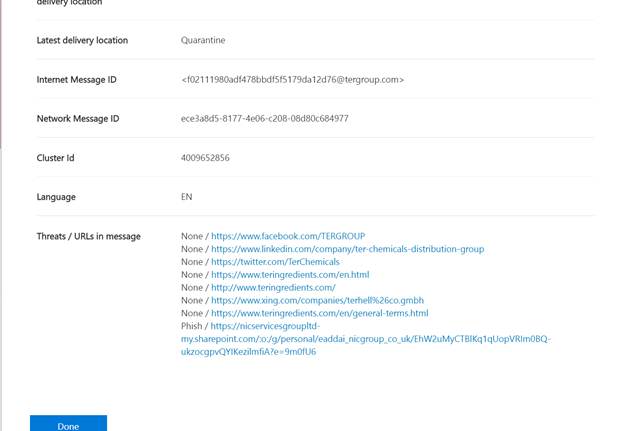 delivery location
Latest delivery location Quarantine
Internet Message ID <f02111980adf478bbdf5f5179da12d76@tergroup.com>
Network Message ID ece3a8d5-8177-4e06-c208-08d80c684977
Cluster Id 4009652856
Language EN
Threats / URLs in message None / https://www.facebook.com/TERGROUP
None / https://www.linkedin.com/company/ter-chemicals-distribution-group
None / https://twitter.com/TerChemicals
None / https://www.teringredients.com/en.html
None / http://www.teringredients.com/
None / https://www.xing.com/companies/terhell%26co.gmbh
None / https://www.teringredients.com/en/general-terms.html
Phish / https://nicservicesgroupltd-
my.sharepoint.com/:o:/g/personal/eaddai_nicgroup_co_uk/EhW2uMyCTBlKq1qUopVRIm0BQ-
ukzocgpvQYIKezilmfiA?e=9m0fU6
Done